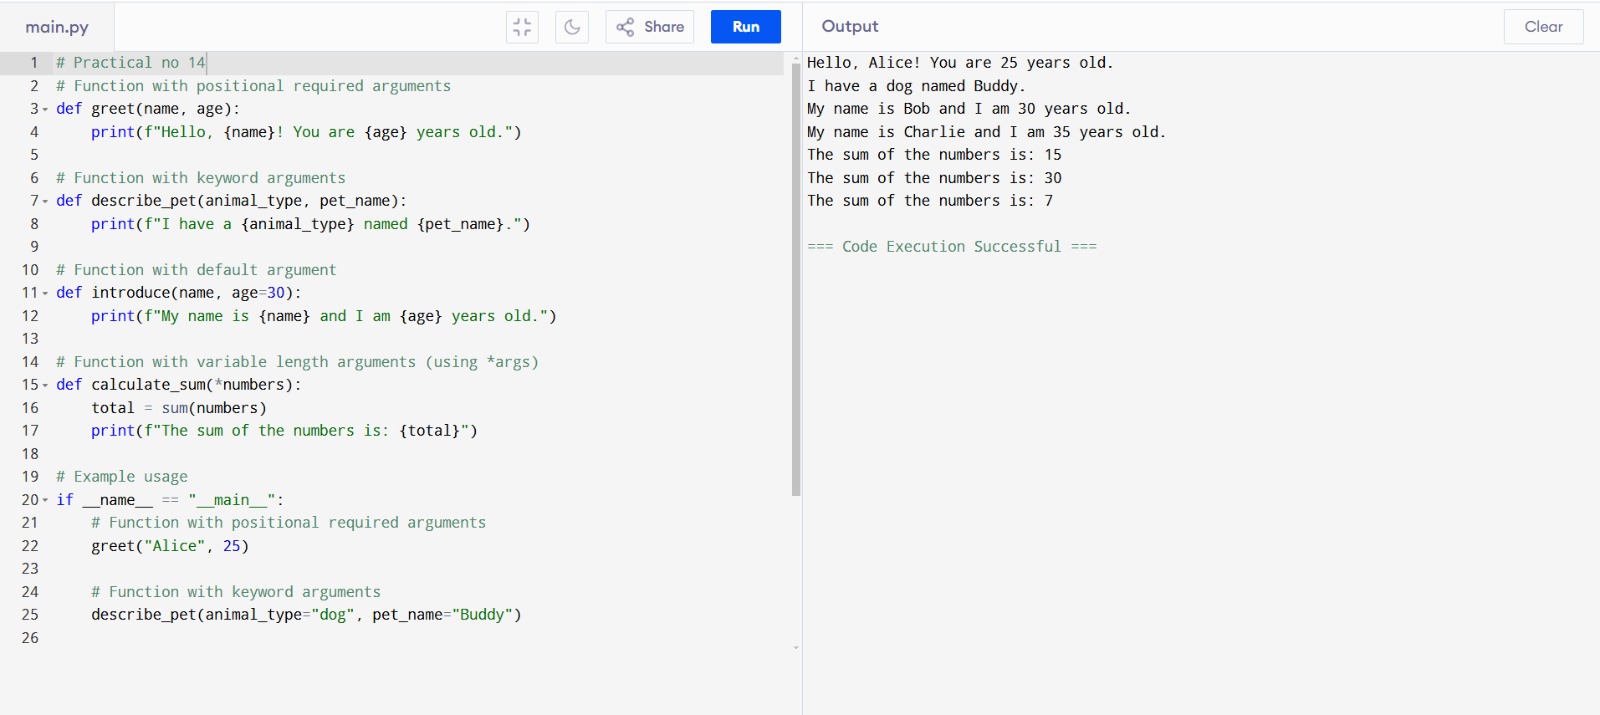 main.py
Share
Run
Output
Clear
1 # Practical no 14
2 # Function with positional required arguments
3 def greet(name, age):
4     print(f"Hello, {name}! You are {age} years old.")
5
6 # Function with keyword arguments
7 def describe_pet(animal_type, pet_name):
8     print(f"I have a {animal_type} named {pet_name}.")
9
10 # Function with default argument
11 def introduce(name, age=30):
12     print(f"My name is {name} and I am {age} years old.")
13
14 # Function with variable length arguments (using *args)
15 def calculate_sum(*numbers):
16     total = sum(numbers)
17     print(f"The sum of the numbers is: {total}")
18
19 # Example usage
20 if __name__ == "__main__":
21     # Function with positional required arguments
22     greet("Alice", 25)
23
24     # Function with keyword arguments
25     describe_pet(animal_type="dog", pet_name="Buddy")
26
Hello, Alice! You are 25 years old.
I have a dog named Buddy.
My name is Bob and I am 30 years old.
My name is Charlie and I am 35 years old.
The sum of the numbers is: 15
The sum of the numbers is: 30
The sum of the numbers is: 7
=== Code Execution Successful ===